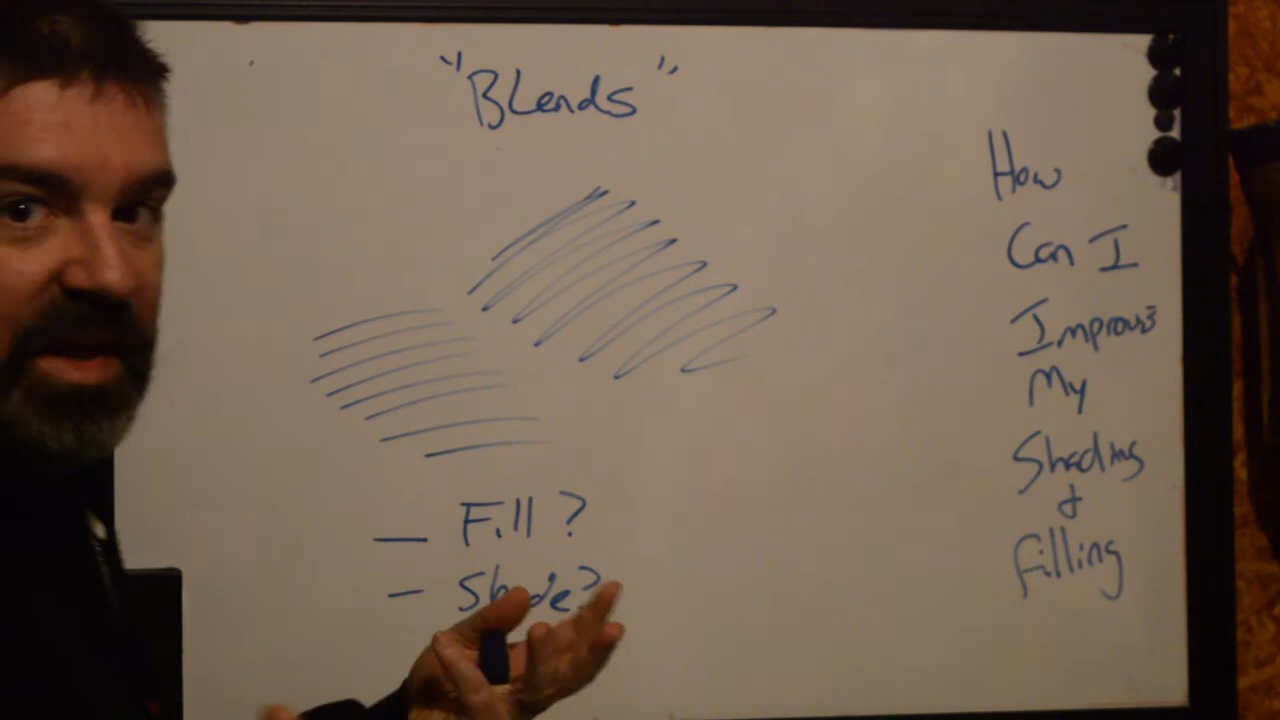 "Blends"
— Fill?
– Shade?
How
Can I
Improve
My
Shading
&
Filling